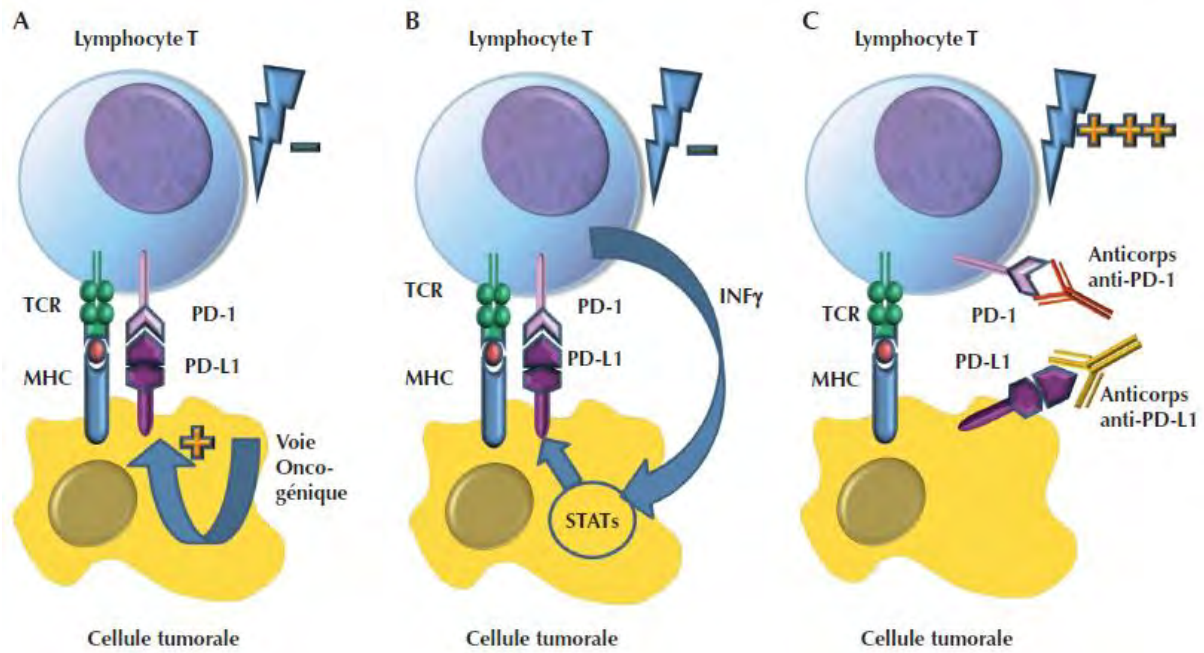 A
Lymphocyte T
TCR
PD-1
MHC
PD-L1
Voie
Onco-
génique
Cellule tumorale
B
Lymphocyte T
INFγ
TCR
PD-1
MHC
PD-L1
STATs
Cellule tumorale
C
Lymphocyte T
Anticorps
anti-PD-1
TCR
PD-1
PD-L1
MHC
Anticorps
anti-PD-L1
Cellule tumorale